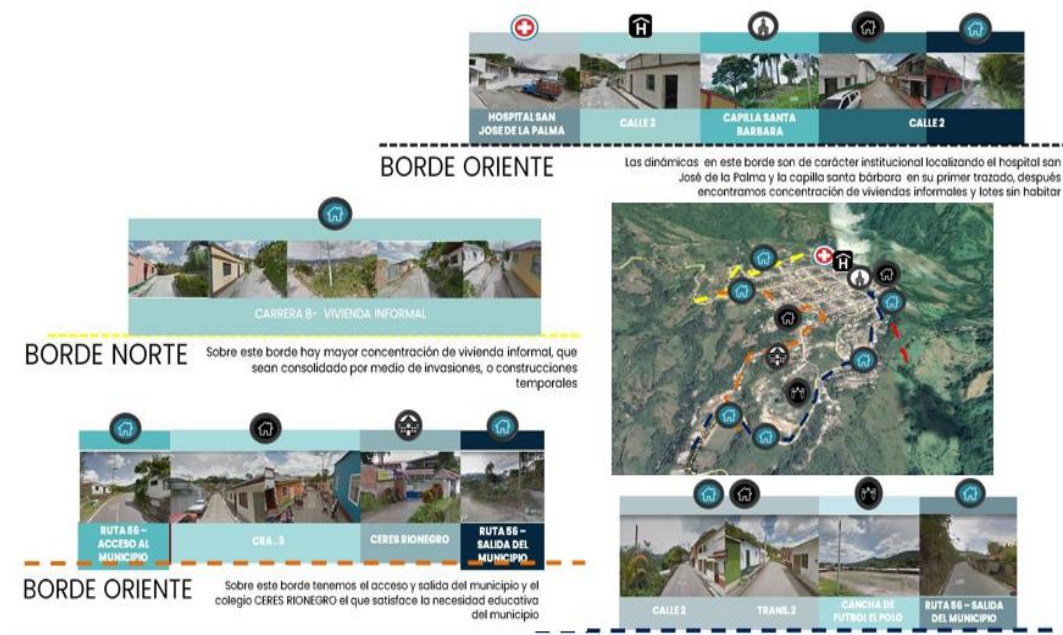 HOSPITAL SAN
JOSE DE LA PALMA
CALLE 2
CAPILLA SANTA
BARBARA
CALLE 2
BORDE ORIENTE
Las dinámicas en este borde son de carácter institucional localizando el hospital san
José de la Palma y la capilla santa bárbara en su primer trazado, después
encontramos concentración de viviendas informales y lotes sin habitar
CARRERA 8- VIVIENDA INFORMAL
BORDE NORTE
Sobre este borde hay mayor concentración de vivienda informal, que
sean consolidado por medio de invasiones, o construcciones
temporales
RUTA 56 –
ACCESO AL
MUNICIPIO
CRA . 3
CERES RIONEGRO
RUTA 56 –
SALIDA DEL
MUNICIPIO
BORDE ORIENTE
Sobre este borde tenemos el acceso y salida del municipio y el
colegio CERES RIONEGRO el que satisface la necesidad educativa
del municipio
CALLE 2
TRANS. 2
CANCHA DE
FUTBOL EL POLO
RUTA 56 – SALIDA
DEL MUNICIPIO